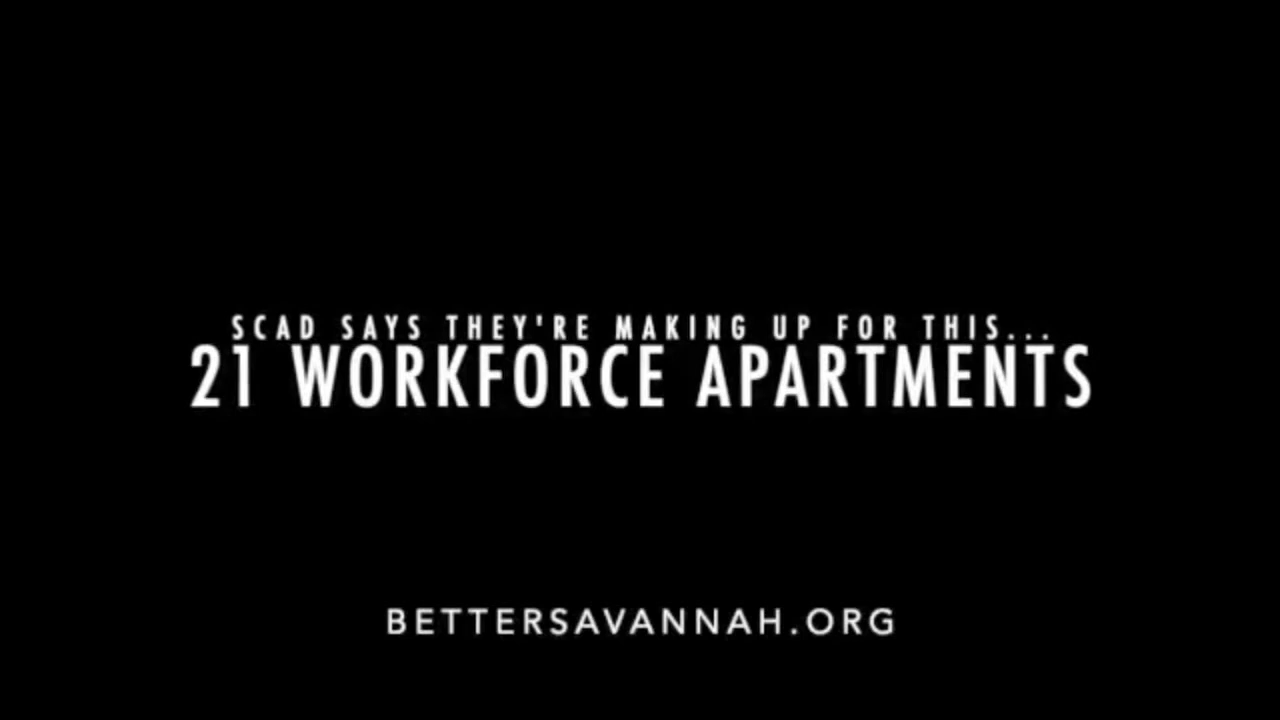 SCAD SAYS THEY'RE MAKING UP FOR THIS...
21 WORKFORCE APARTMENTS
BETTERSAVANNAH.ORG